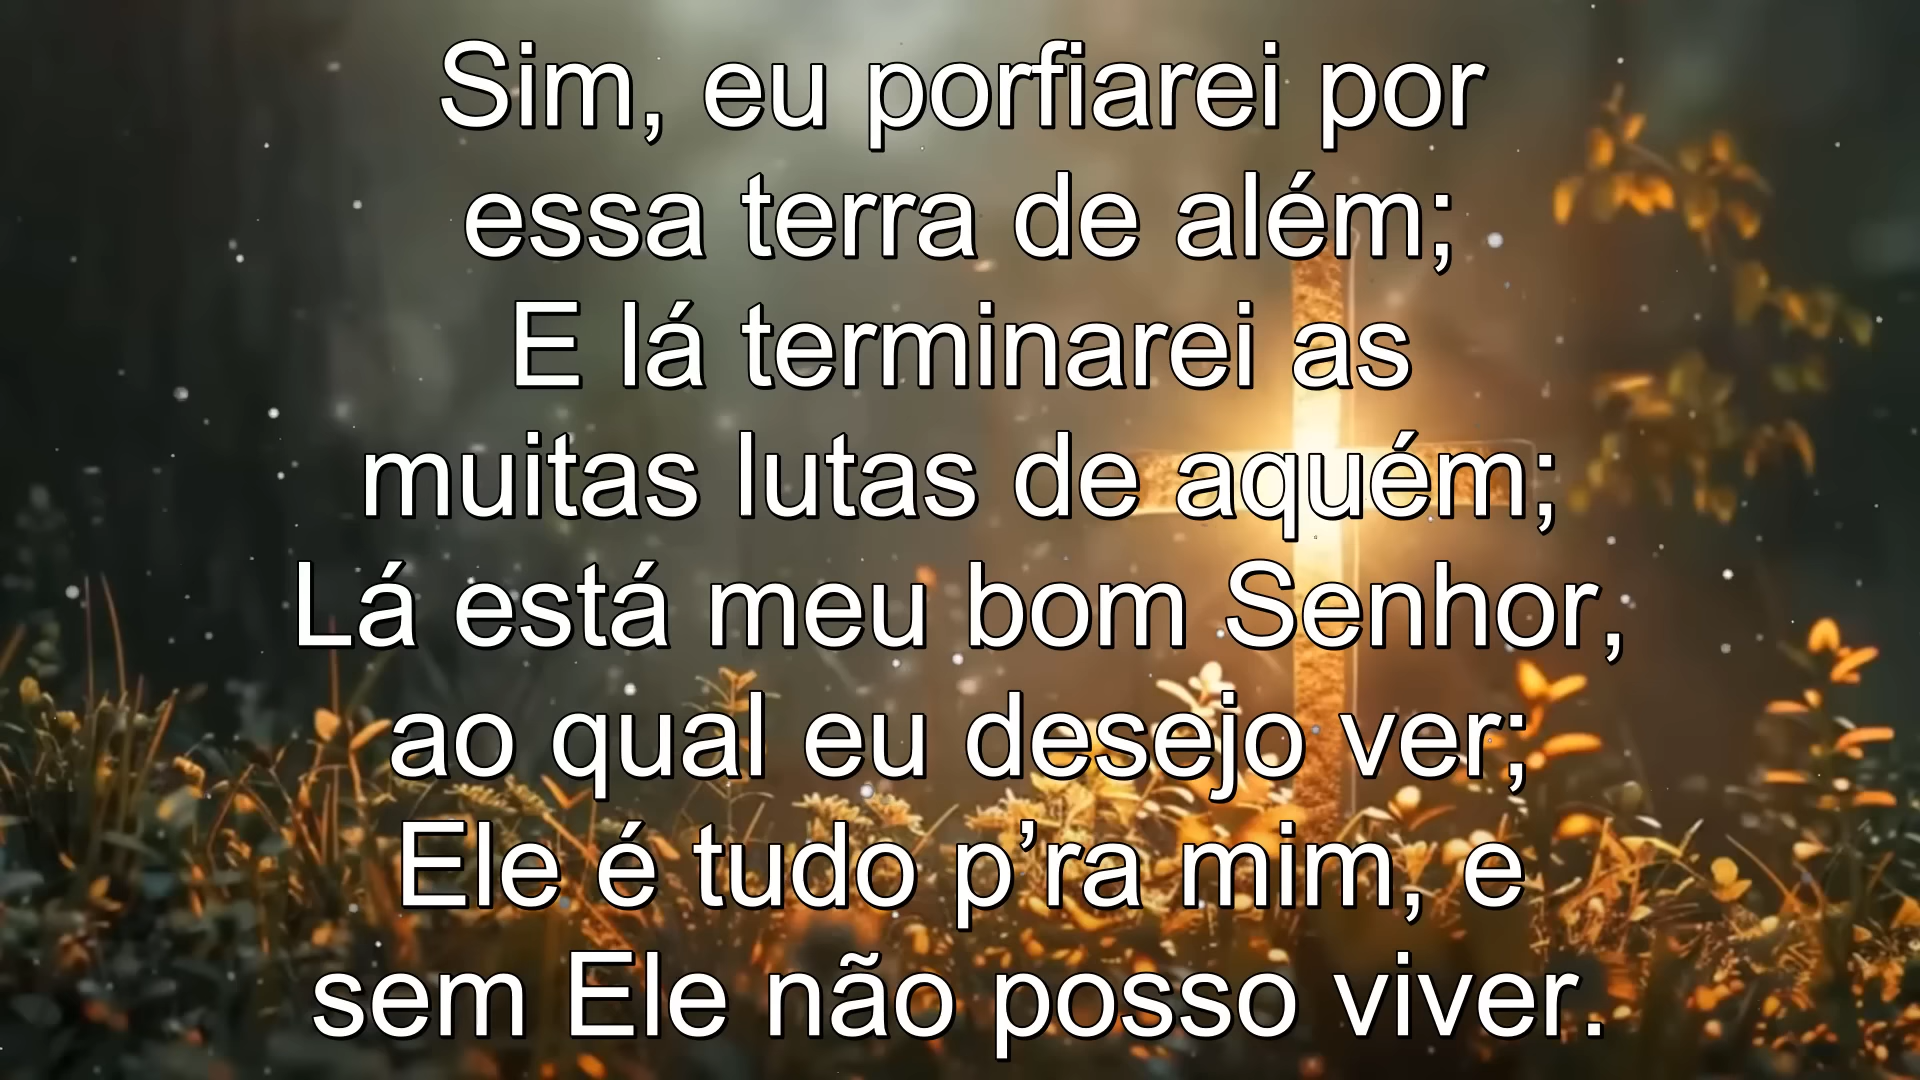 Sim, eu porfiarei por
essa terra de além;
E lá terminarei as
muitas lutas de aquém;
Lá está meu bom Senhor,
ao qual eu desejo ver;
Ele é tudo p’ra mim, e
sem Ele não posso viver.